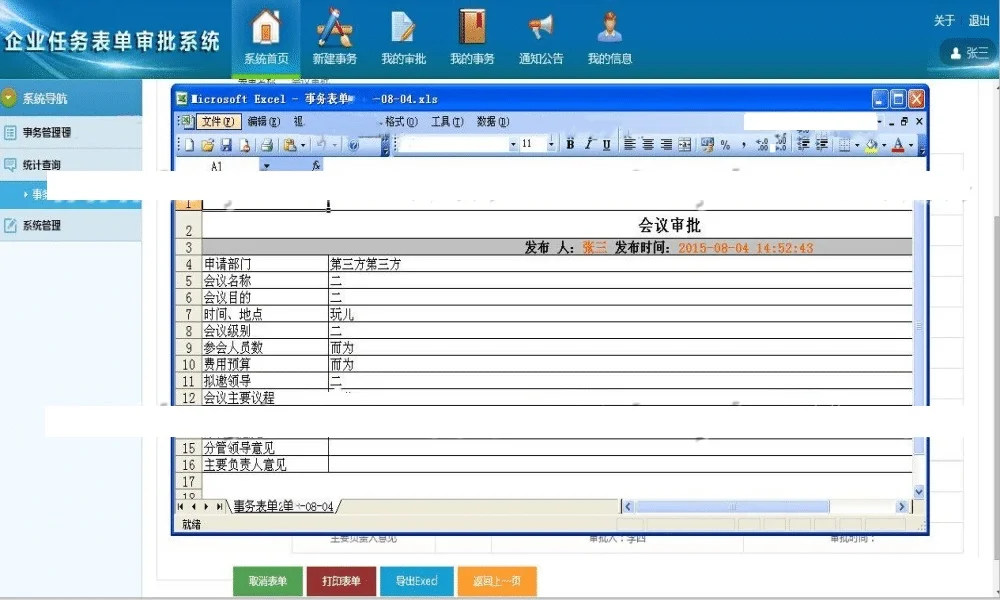 企业任务表单审批系统
系统首页 新建事务 我的审批 我的事务 通知公告 我的信息
关于 退出
张三
系统导航
事务管理理
统计查询
系统管理
Microsoft Excel - 事务表单 -08-04.xls
文件(F) 编辑(E) 视 格式(O) 工具(T) 数据(D)
11 B I U
A1 fx
1
2 会议审批
3 发布 人: 张三 发布时间: 2015-08-04 14:52:43
4 申请部门 第三方第三方
5 会议名称 二
6 会议目的 二
7 时间、地点 玩儿
8 会议级别 二
9 参会人员数 而为
10 费用预算 而为
11 拟邀领导 二
12 会议主要议程
15 分管领导意见
16 主要负责人意见
17
18
事务表单2单 -08-04
就绪
主要负责人意见 审批人：李四 审批时间：
取消表单 打印表单 导出Execl 返回上一页